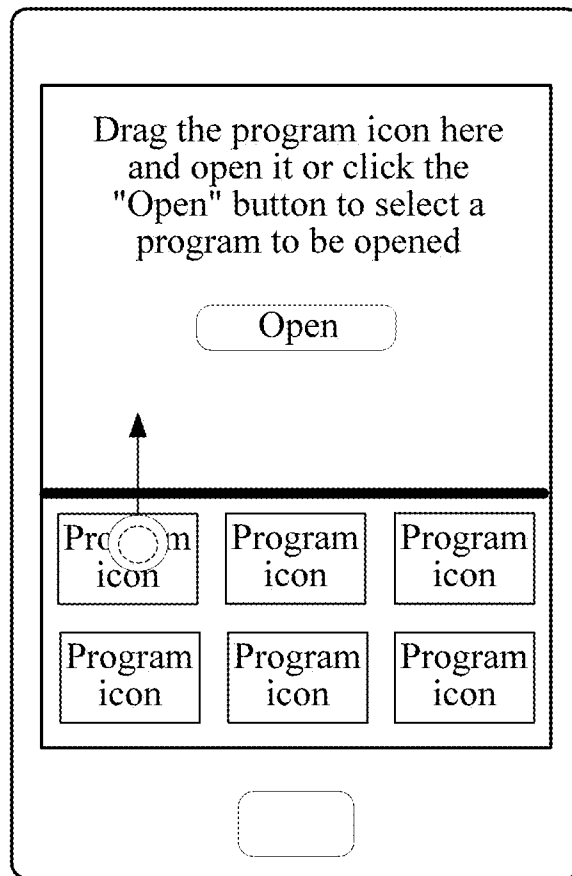 Drag the program icon here
and open it or click the
"Open" button to select a
program to be opened
Open
Program
icon
Program
icon
Program
icon
Program
icon
Program
icon
Program
icon